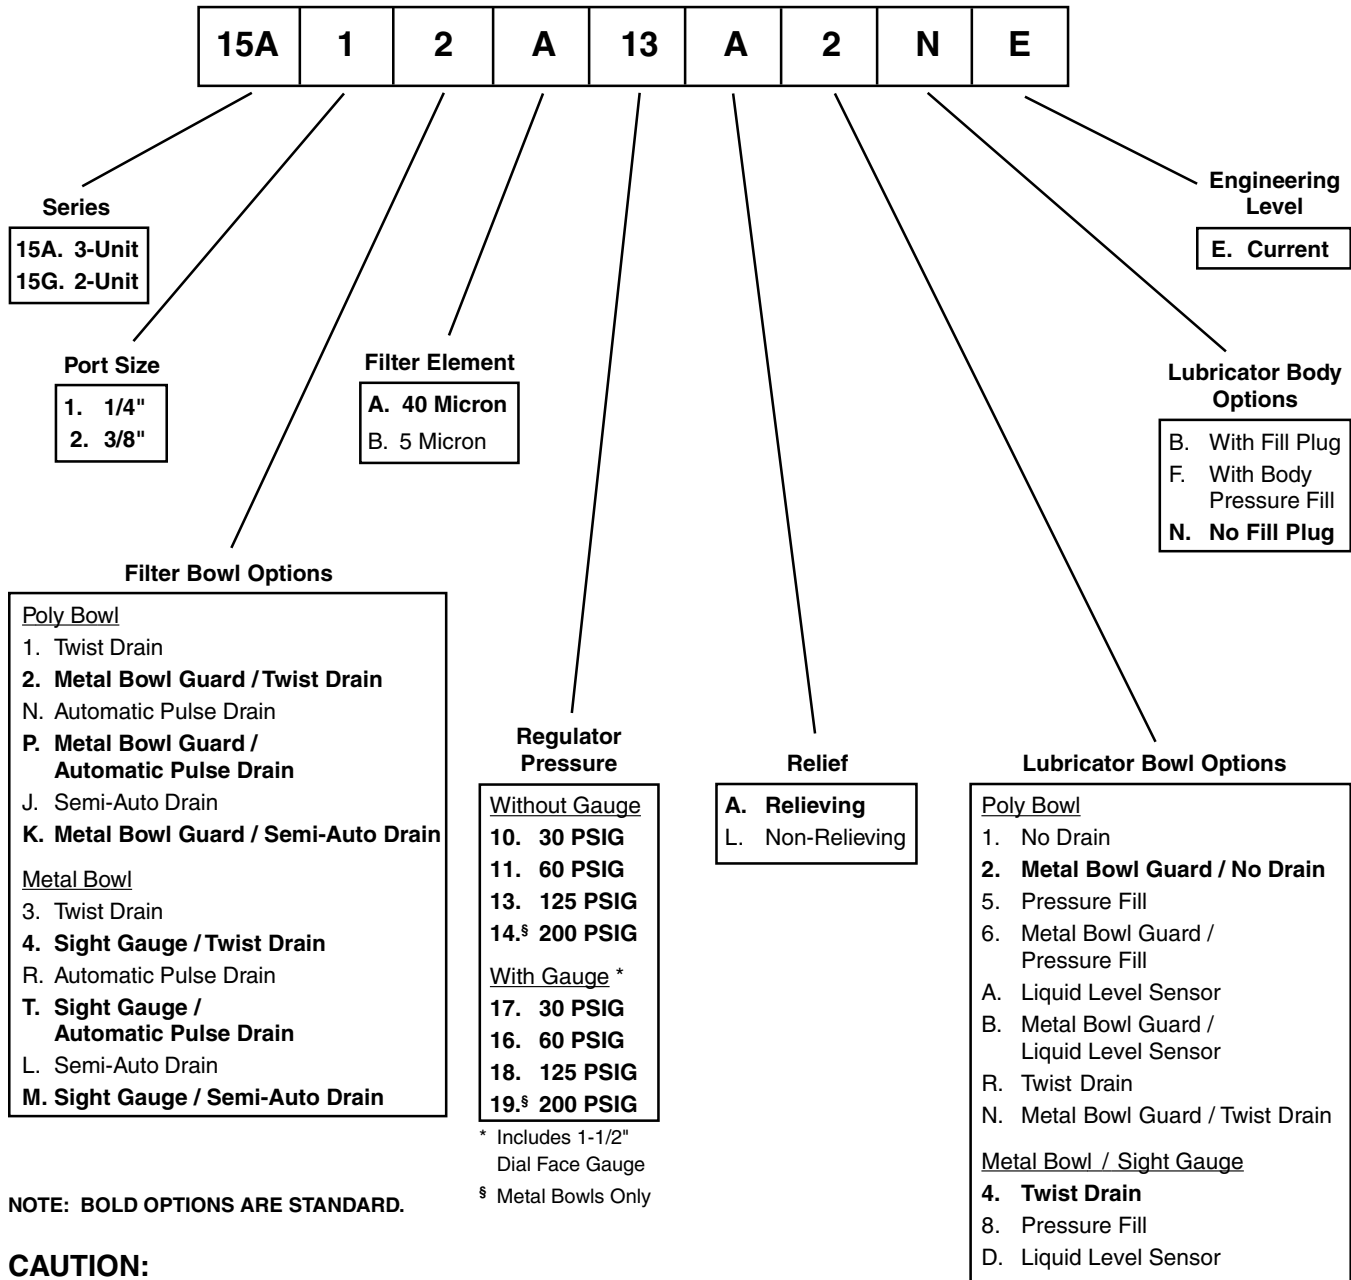 15A 1 2 A 13 A 2 N E
Series
15A. 3-Unit
15G. 2-Unit
Port Size
1. 1/4"
2. 3/8"
Filter Element
A. 40 Micron
B. 5 Micron
Engineering
Level
E. Current
Lubricator Body
Options
B. With Fill Plug
F. With Body
Pressure Fill
N. No Fill Plug
Filter Bowl Options
Poly Bowl
1. Twist Drain
2. Metal Bowl Guard / Twist Drain
N. Automatic Pulse Drain
P. Metal Bowl Guard /
Automatic Pulse Drain
J. Semi-Auto Drain
K. Metal Bowl Guard / Semi-Auto Drain
Metal Bowl
3. Twist Drain
4. Sight Gauge / Twist Drain
R. Automatic Pulse Drain
T. Sight Gauge /
Automatic Pulse Drain
L. Semi-Auto Drain
M. Sight Gauge / Semi-Auto Drain
Regulator
Pressure
Without Gauge
10. 30 PSIG
11. 60 PSIG
13. 125 PSIG
14.§ 200 PSIG
With Gauge *
17. 30 PSIG
16. 60 PSIG
18. 125 PSIG
19.§ 200 PSIG
* Includes 1-1/2"
Dial Face Gauge
§ Metal Bowls Only
Relief
A. Relieving
L. Non-Relieving
Lubricator Bowl Options
Poly Bowl
1. No Drain
2. Metal Bowl Guard / No Drain
5. Pressure Fill
6. Metal Bowl Guard /
Pressure Fill
A. Liquid Level Sensor
B. Metal Bowl Guard /
Liquid Level Sensor
R. Twist Drain
N. Metal Bowl Guard / Twist Drain
Metal Bowl / Sight Gauge
4. Twist Drain
8. Pressure Fill
D. Liquid Level Sensor
NOTE: BOLD OPTIONS ARE STANDARD.
CAUTION: